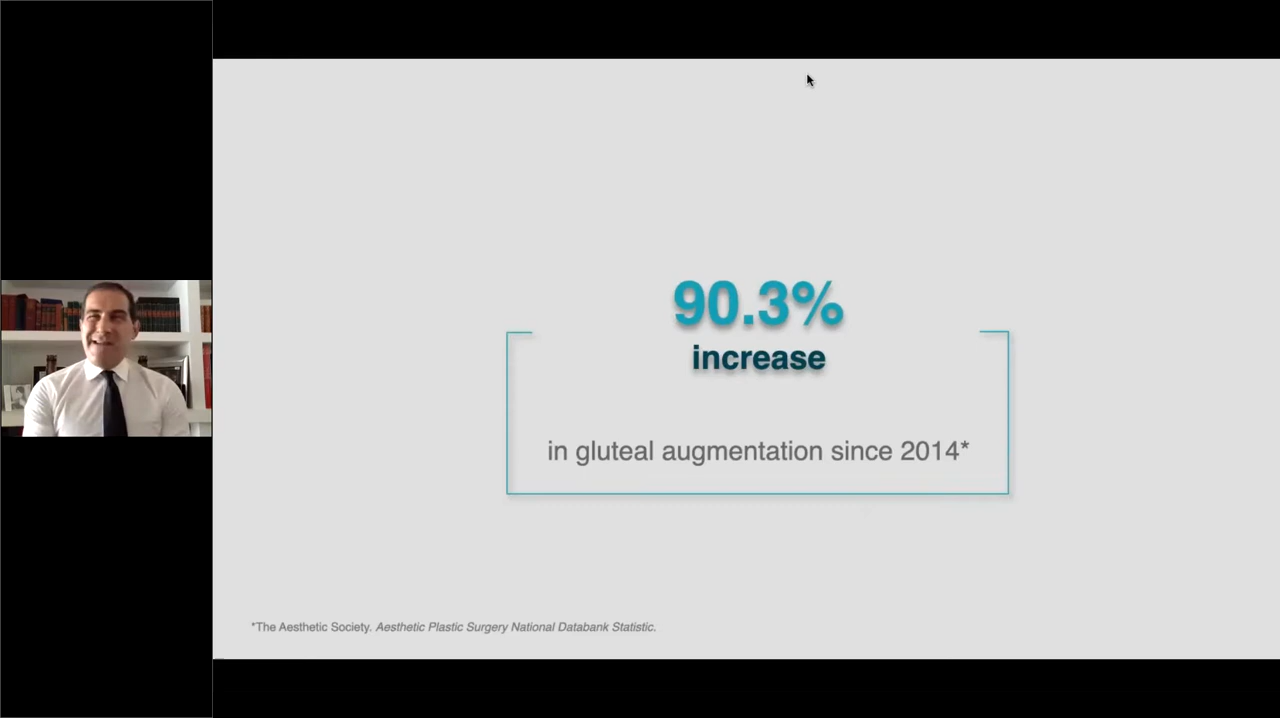 90.3%
increase
in gluteal augmentation since 2014*
*The Aesthetic Society. Aesthetic Plastic Surgery National Databank Statistic.